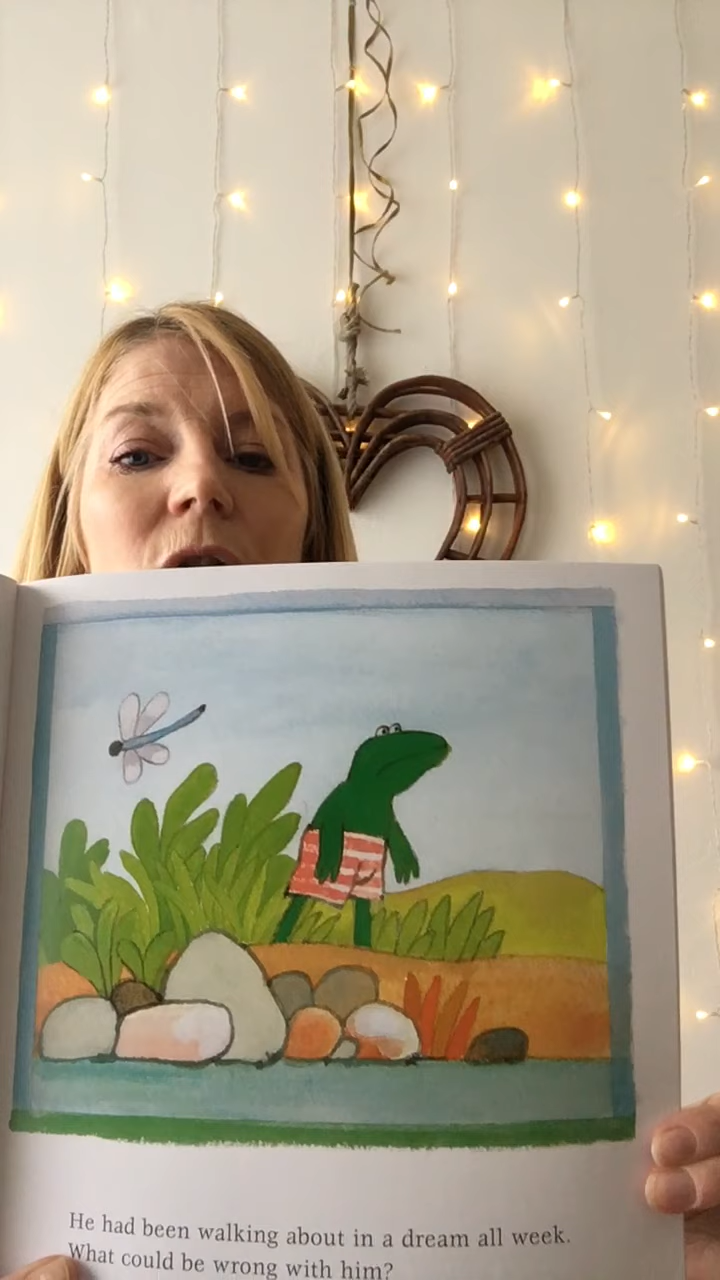 He had been walking about in a dream all week.
What could be wrong with him?